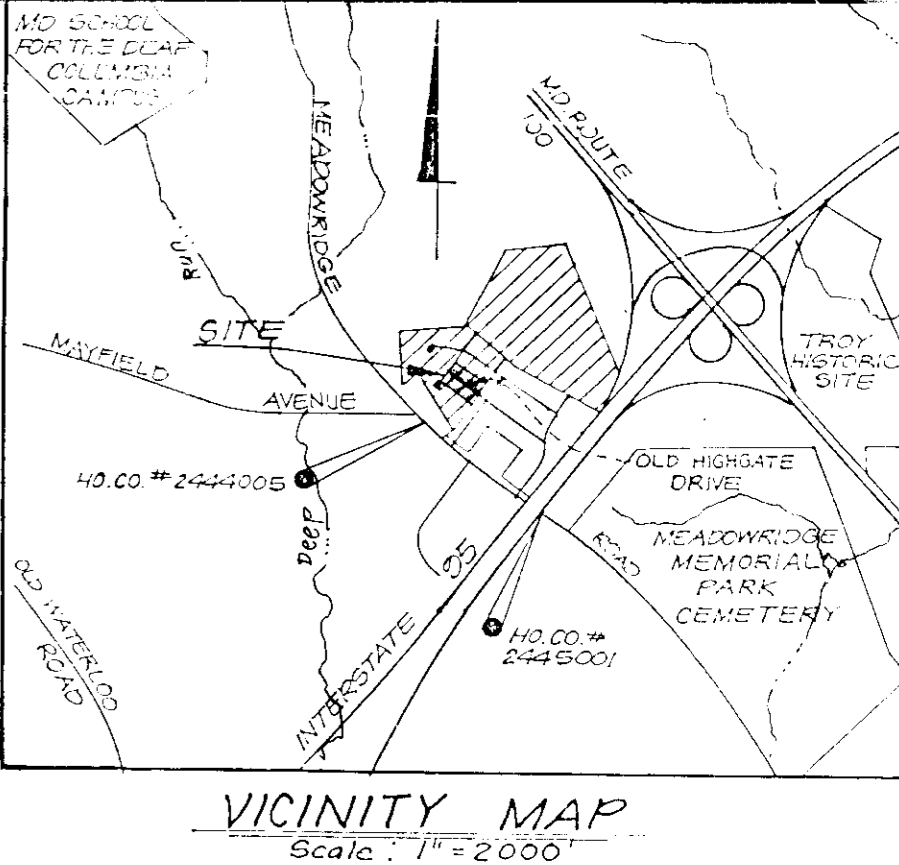 MD SCHOOL
FOR THE DEAF
COLUMBIA
CAMPUS
MEADOWRIDGE
MD. ROUTE
100
Run
SITE
MAYFIELD
AVENUE
TROY
HISTORIC
SITE
HO.CO.# 2444005
OLD HIGHGATE
DRIVE
Deep
95
ROAD
MEADOWRIDGE
MEMORIAL
PARK
CEMETERY
OLD WATERLOO
ROAD
INTERSTATE
HO.CO.#
2445001
VICINITY MAP
Scale: 1"=2000'